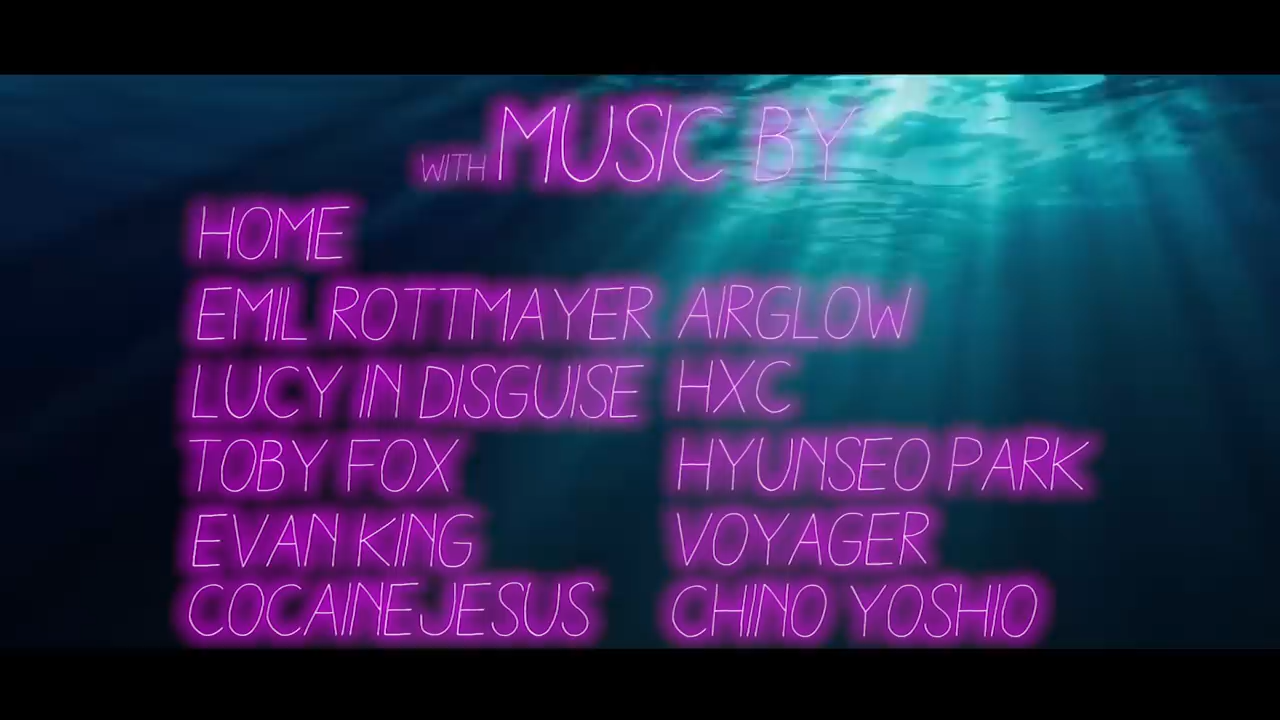 WITH MUSIC BY
HOME
EMIL ROTTMAYER
LUCY IN DISGUISE
TOBY FOX
EVAN KING
COCAINEJESUS
AIRGLOW
HXC
HYUNSEO PARK
VOYAGER
CHINO YOSHIO